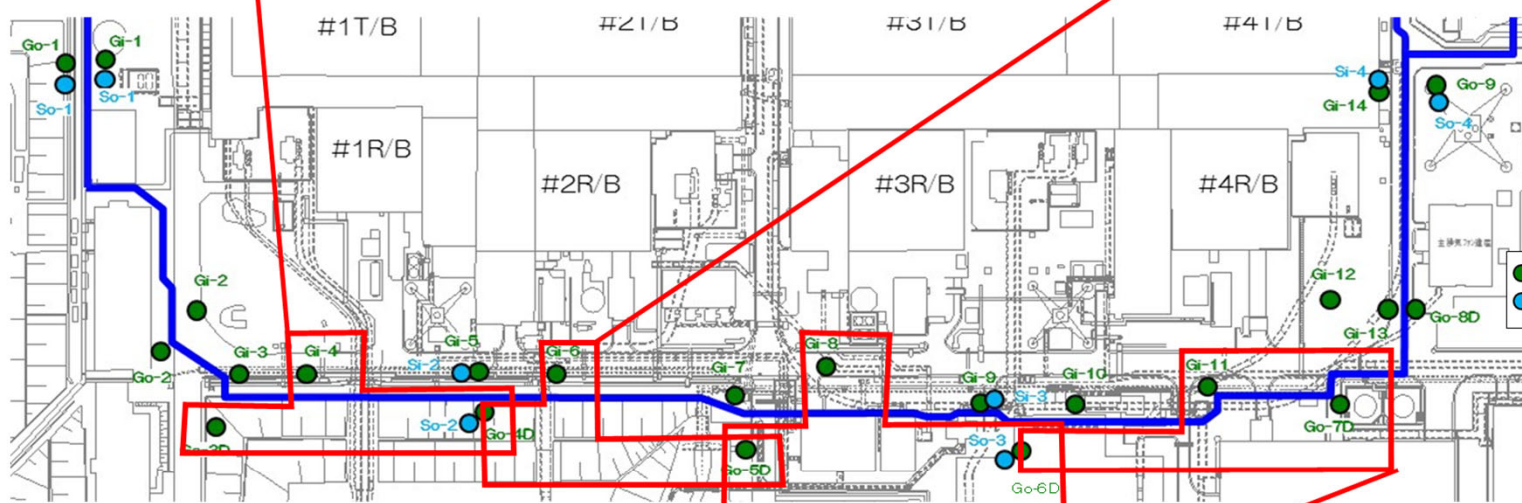 #1T/B
#2T/B
#3T/B
#4T/B
Go-1
Gi-1
So-1
So-1
Si-4
Gi-14
Go-9
So-4
#1R/B
#2R/B
#3R/B
#4R/B
Gi-2
Gi-12
Gi-13
Go-8D
Go-2
Gi-3
Gi-4
Si-2
Gi-5
Gi-6
Gi-7
Gi-8
Gi-9
Si-3
Gi-10
Gi-11
Go-3D
So-2
Go-4D
Go-5D
So-3
Go-6D
Go-7D